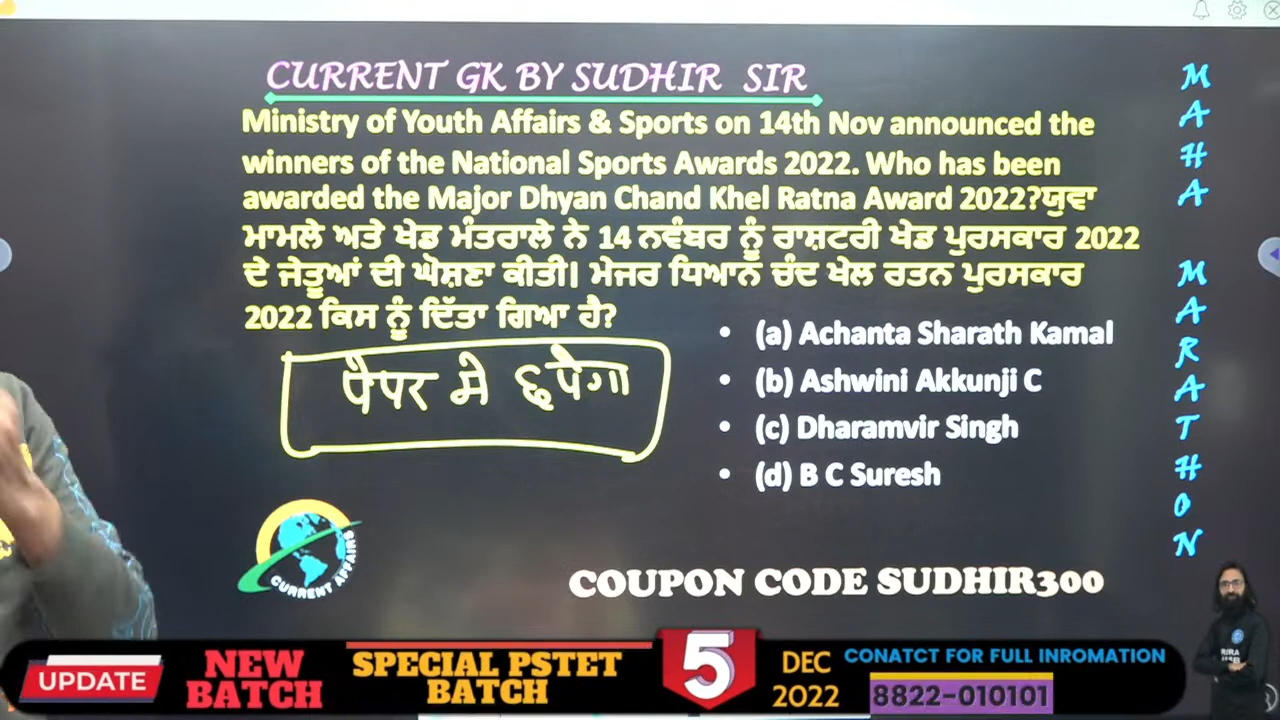 CURRENT GK BY SUDHIR SIR
Ministry of Youth Affairs & Sports on 14th Nov announced the
winners of the National Sports Awards 2022. Who has been
awarded the Major Dhyan Chand Khel Ratna Award 2022?ਯੁਵਾ
ਮਾਮਲੇ ਅਤੇ ਖੇਡ ਮੰਤਰਾਲੇ ਨੇ 14 ਨਵੰਬਰ ਨੂੰ ਰਾਸ਼ਟਰੀ ਖੇਡ ਪੁਰਸਕਾਰ 2022
ਦੇ ਜੇਤੂਆਂ ਦੀ ਘੋਸ਼ਣਾ ਕੀਤੀ। ਮੇਜਰ ਧਿਆਨ ਚੰਦ ਖੇਲ ਰਤਨ ਪੁਰਸਕਾਰ
2022 ਕਿਸ ਨੂੰ ਦਿੱਤਾ ਗਿਆ ਹੈ?
• (a) Achanta Sharath Kamal
• (b) Ashwini Akkunji C
• (c) Dharamvir Singh
• (d) B C Suresh
पेपर मे छपेगा
CURRENT AFFAIRS
COUPON CODE SUDHIR300
MAHA MARATHON
UPDATE
NEW
BATCH
SPECIAL PSTET
BATCH
5
DEC
2022
CONATCT FOR FULL INROMATION
8822-010101